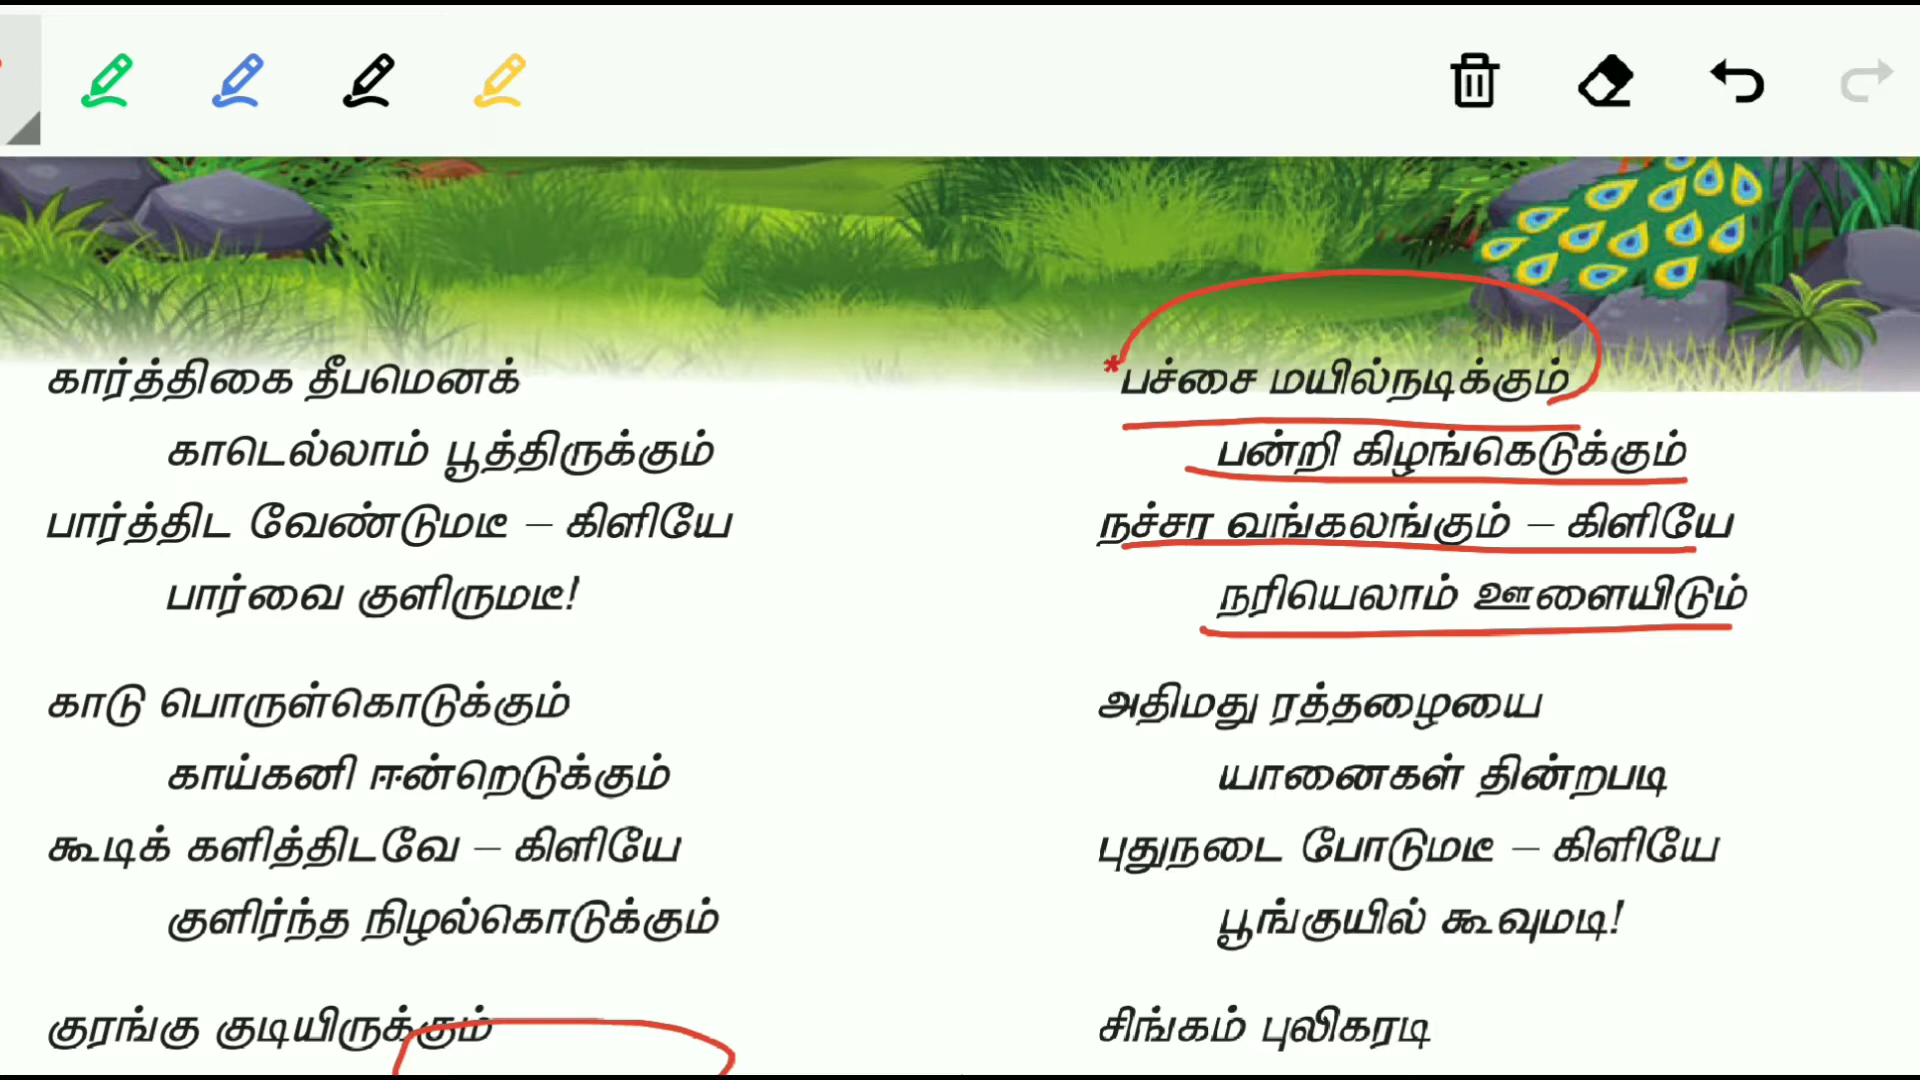 கார்த்திகை தீபமெனக்
காடெல்லாம் பூத்திருக்கும்
பார்த்திட வேண்டுமடீ – கிளியே
பார்வை குளிருமடீ!
காடு பொருள்கொடுக்கும்
காய்கனி ஈன்றெடுக்கும்
கூடிக் களித்திடவே – கிளியே
குளிர்ந்த நிழல்கொடுக்கும்
குரங்கு குடியிருக்கும்
*பச்சை மயில்நடிக்கும்
பன்றி கிழங்கெடுக்கும்
நச்சர வங்கலங்கும் – கிளியே
நரியெலாம் ஊளையிடும்
அதிமது ரத்தழையை
யானைகள் தின்றபடி
புதுநடை போடுமடீ – கிளியே
பூங்குயில் கூவுமடி!
சிங்கம் புலிகரடி